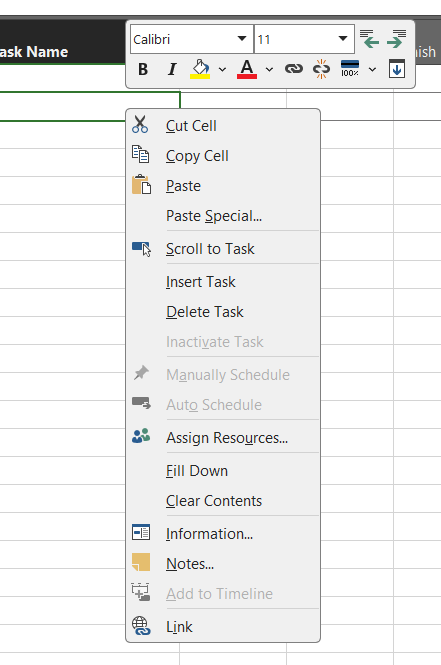 ask Name
Calibri
11
ish
B I A 100%
Cut Cell
Copy Cell
Paste
Paste Special...
Scroll to Task
Insert Task
Delete Task
Inactivate Task
Manually Schedule
Auto Schedule
Assign Resources...
Fill Down
Clear Contents
Information...
Notes...
Add to Timeline
Link